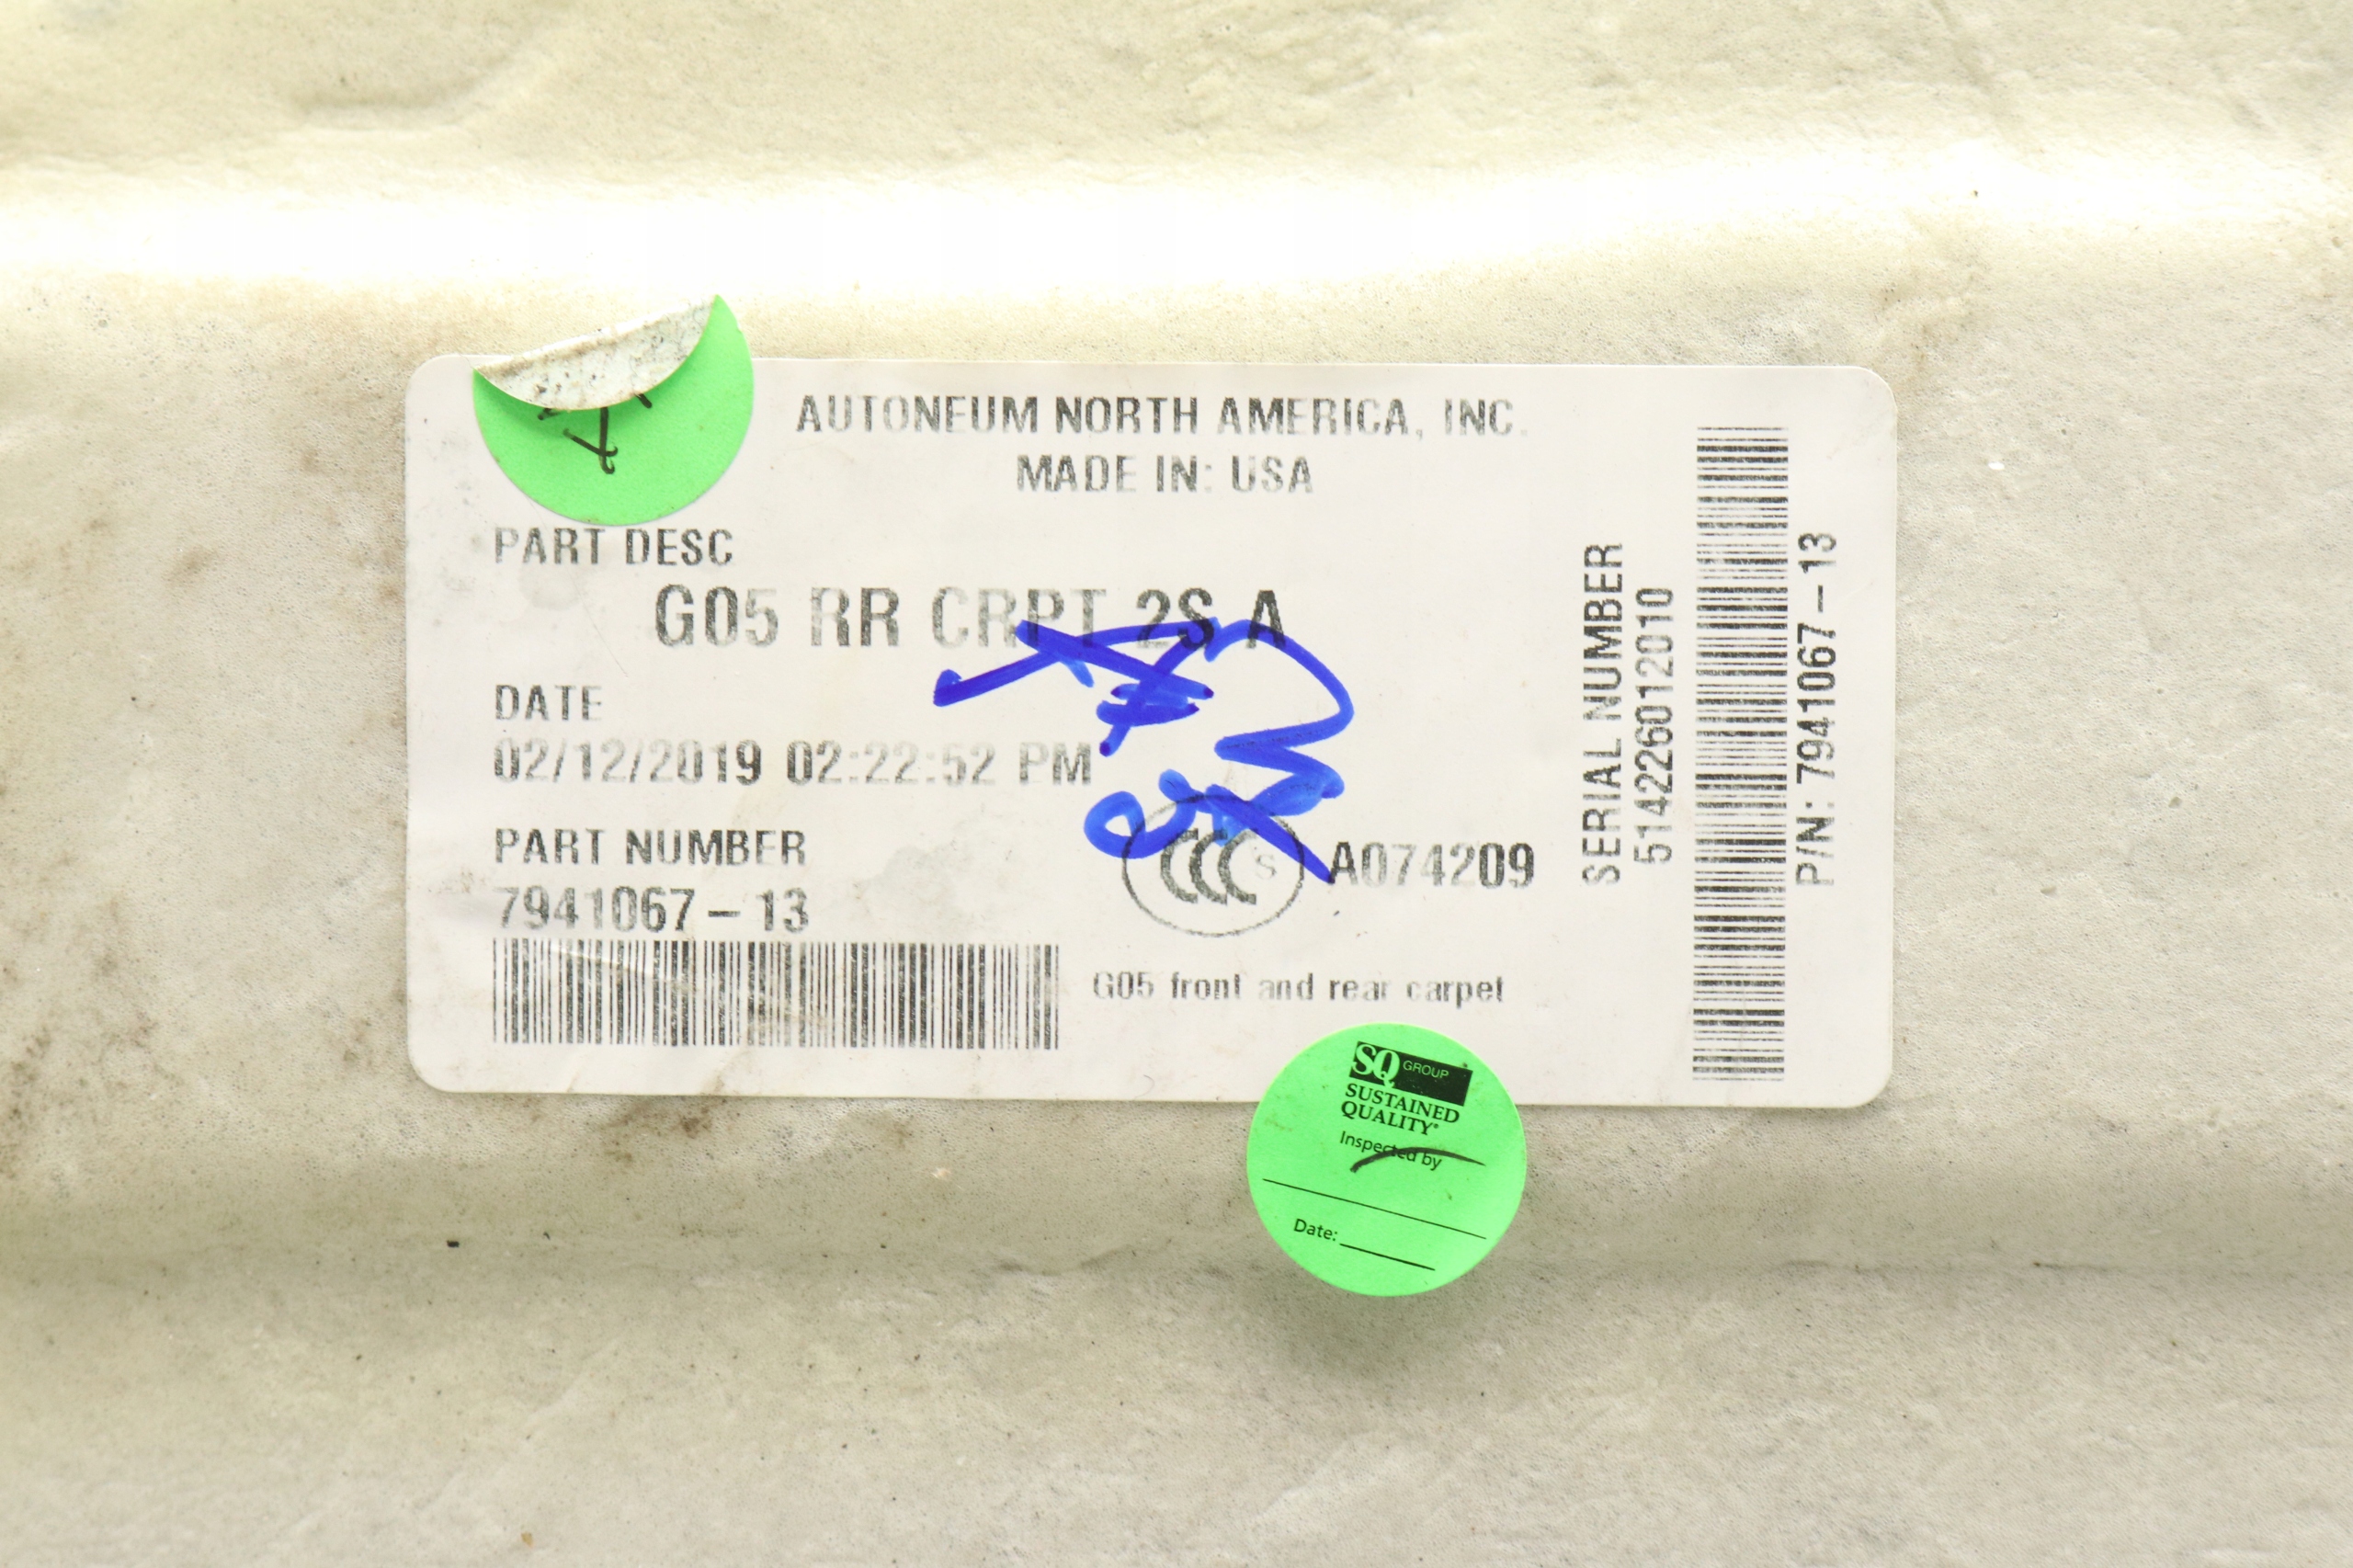 AUTONEUM NORTH AMERICA, INC.
MADE IN: USA
PART DESC
G05 RR CRPT 2S A
DATE
02/12/2019 02:22:52 PM
PART NUMBER
7941067-13
CCC S A074209
G05 front and rear carpet
SERIAL NUMBER
514226012010
P/N: 7941067-13
SQ GROUP
SUSTAINED
QUALITY
Inspected by
Date: